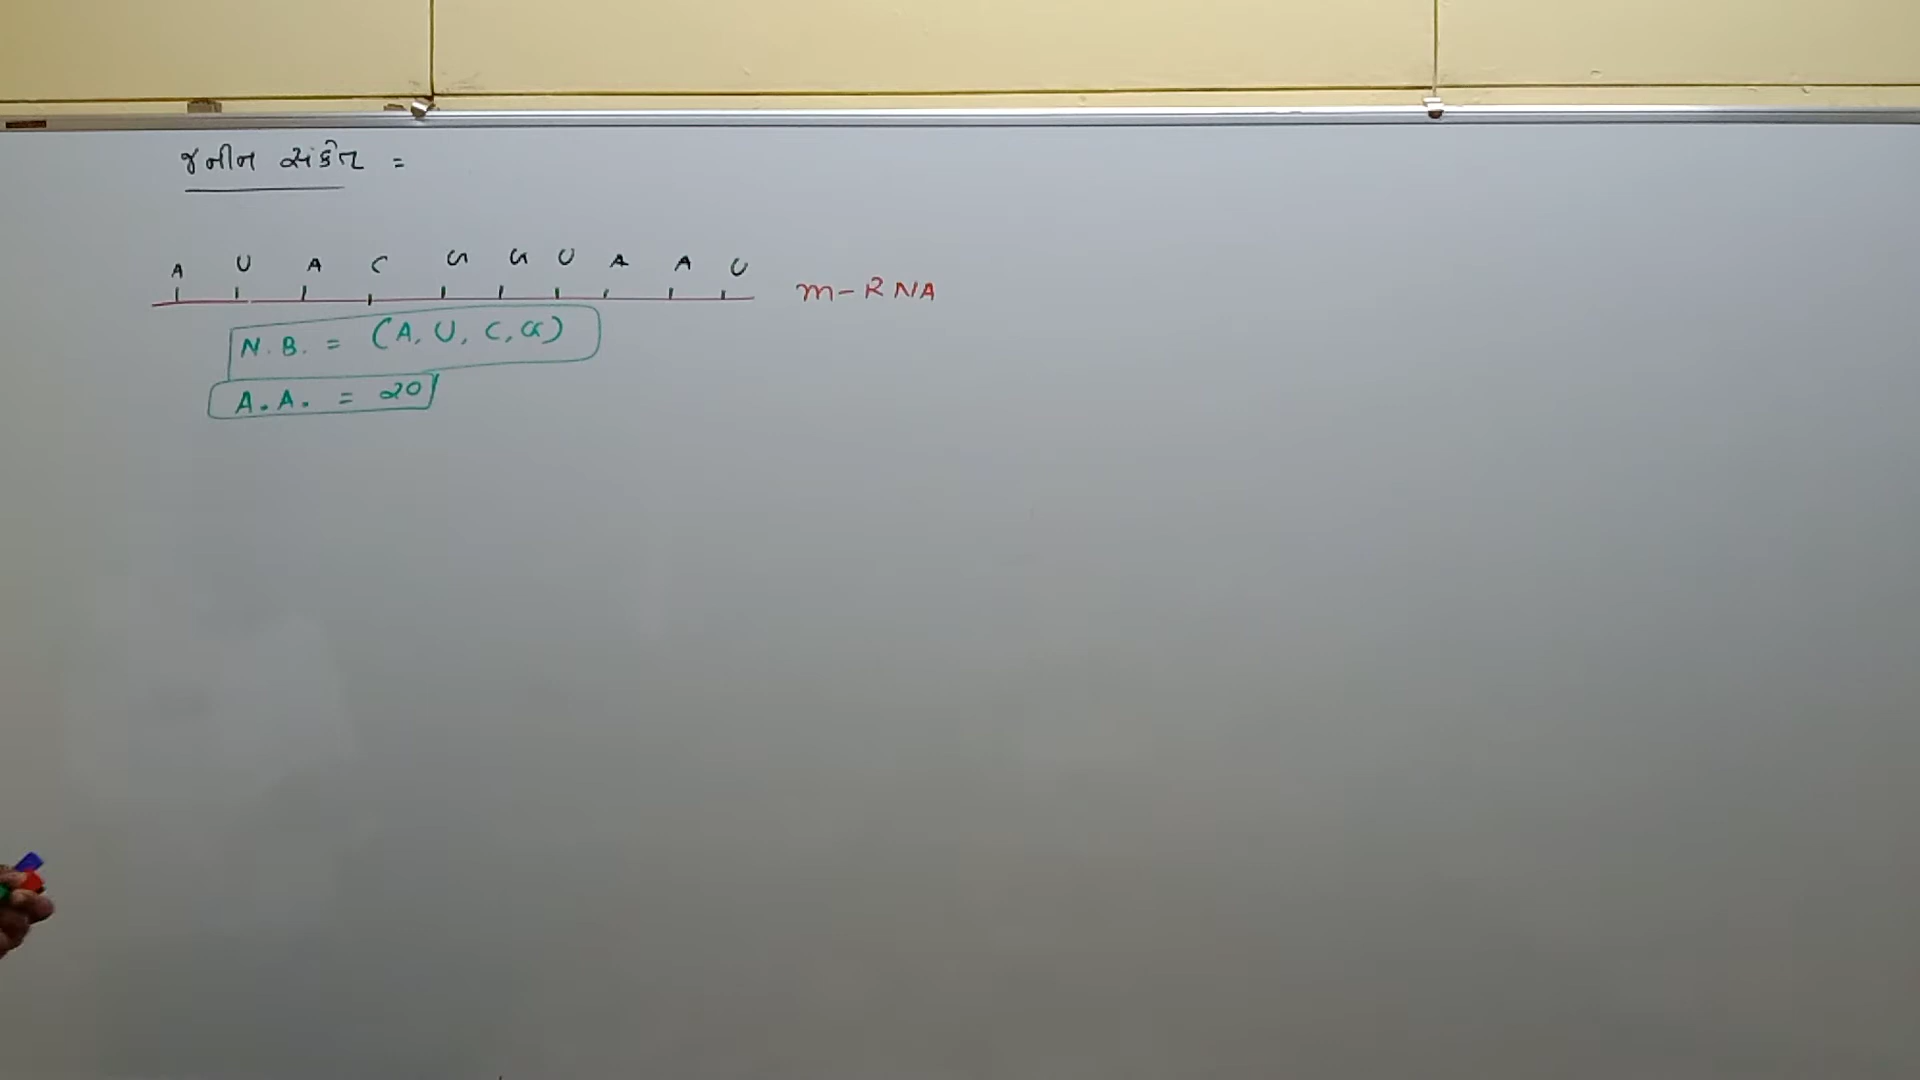 જનીન સંકેત =
A U A C G G U A A U
m-RNA
N.B. = (A, U, C, G)
A.A. = 20